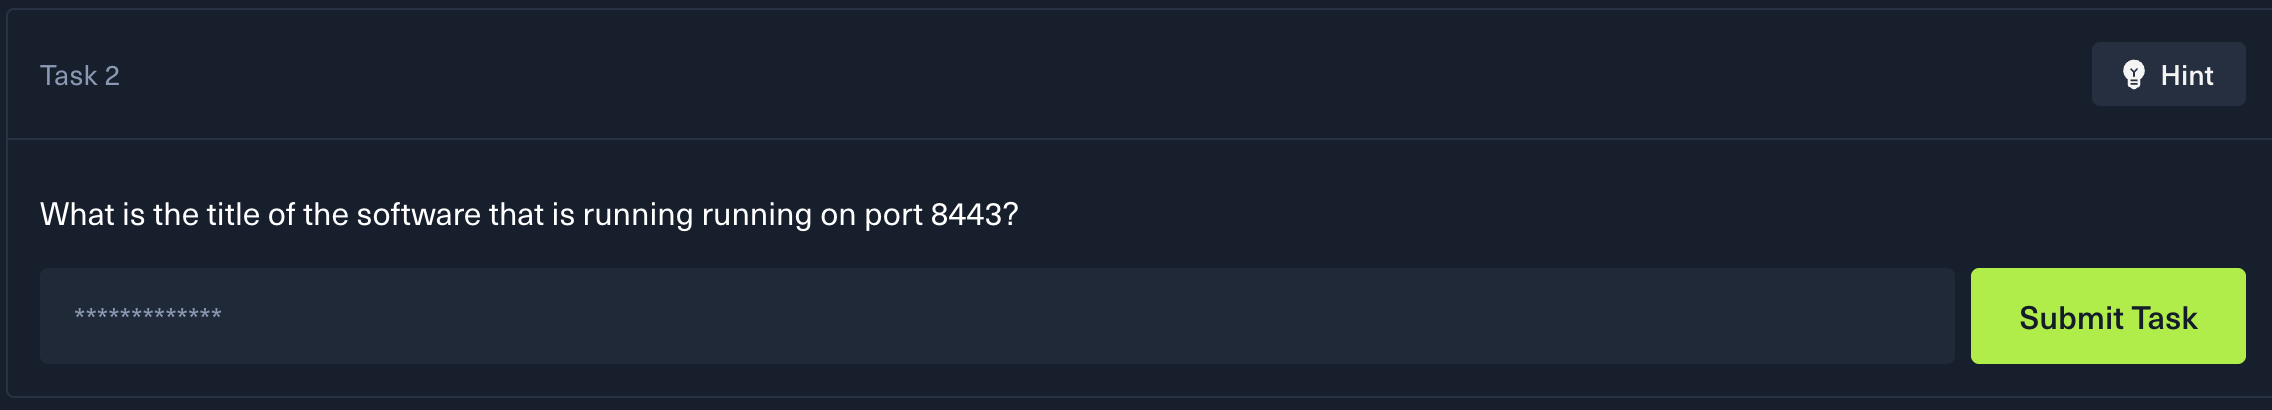 Task 2
Hint
What is the title of the software that is running running on port 8443?
*************
Submit Task